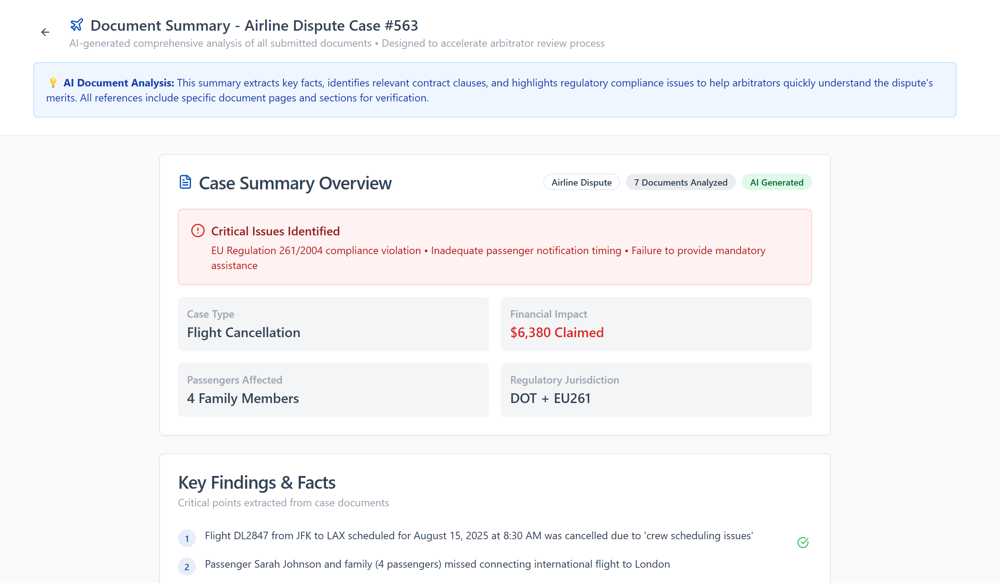 Document Summary - Airline Dispute Case #563
AI-generated comprehensive analysis of all submitted documents • Designed to accelerate arbitrator review process
💡 AI Document Analysis: This summary extracts key facts, identifies relevant contract clauses, and highlights regulatory compliance issues to help arbitrators quickly understand the dispute's
merits. All references include specific document pages and sections for verification.
Case Summary Overview
Airline Dispute
7 Documents Analyzed
AI Generated
Critical Issues Identified
EU Regulation 261/2004 compliance violation • Inadequate passenger notification timing • Failure to provide mandatory
assistance
Case Type
Flight Cancellation
Financial Impact
$6,380 Claimed
Passengers Affected
4 Family Members
Regulatory Jurisdiction
DOT + EU261
Key Findings & Facts
Critical points extracted from case documents
1 Flight DL2847 from JFK to LAX scheduled for August 15, 2025 at 8:30 AM was cancelled due to 'crew scheduling issues'
2 Passenger Sarah Johnson and family (4 passengers) missed connecting international flight to London